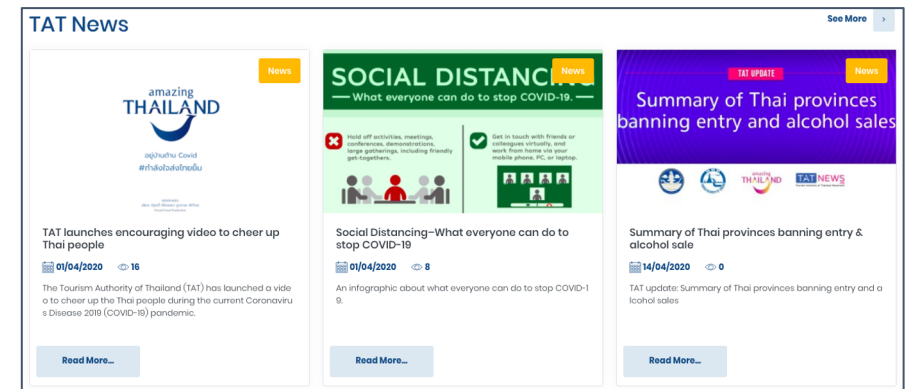 TAT News
See More >
News
amazing
THAILAND
อยู่บ้านต้าน Covid
#กำลังใจส่งไทยยิ้ม
SOCIAL DISTANCING
News
What everyone can do to stop COVID-19.
Hold off activities, meetings,
conferences, demonstrations,
large gatherings, including friendly
get-togethers.
Get in touch with friends or
colleagues virtually, and
work from home via your
mobile phone, PC, or laptop.
TAT UPDATE
News
Summary of Thai provinces
banning entry and alcohol sales
amazing
THAILAND
TAT NEWS
TAT launches encouraging video to cheer up
Thai people
01/04/2020 16
The Tourism Authority of Thailand (TAT) has launched a vide
o to cheer up the Thai people during the current Coronaviru
s Disease 2019 (COVID-19) pandemic.
Read More...
Social Distancing–What everyone can do to
stop COVID-19
01/04/2020 8
An infographic about what everyone can do to stop COVID-1
9.
Read More...
Summary of Thai provinces banning entry &
alcohol sale
14/04/2020 0
TAT update: Summary of Thai provinces banning entry and a
lcohol sales
Read More...